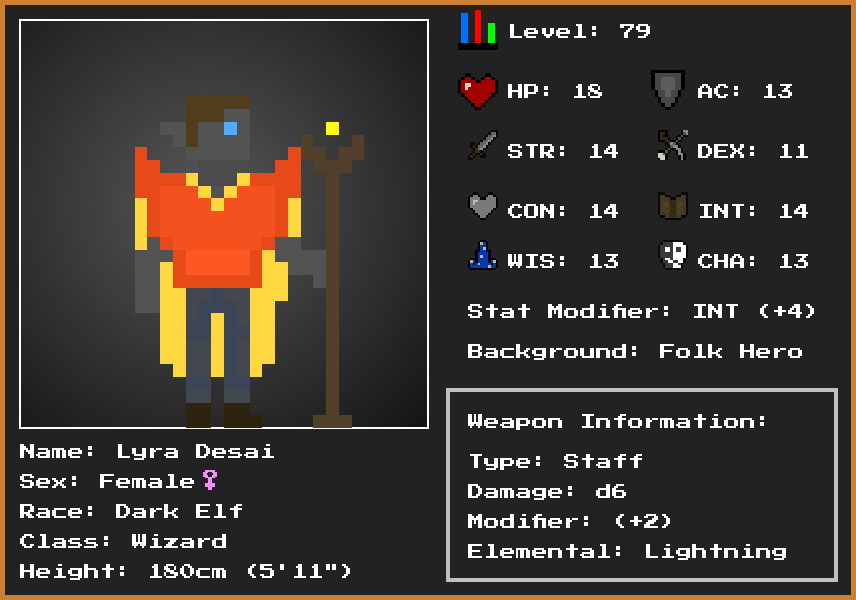 Level: 79
HP: 18 AC: 13
STR: 14 DEX: 11
CON: 14 INT: 14
WIS: 13 CHA: 13
Stat Modifier: INT (+4)
Background: Folk Hero
Weapon Information:
Type: Staff
Damage: d6
Modifier: (+2)
Elemental: Lightning
Name: Lyra Desai
Sex: Female♀
Race: Dark Elf
Class: Wizard
Height: 180cm (5'11")